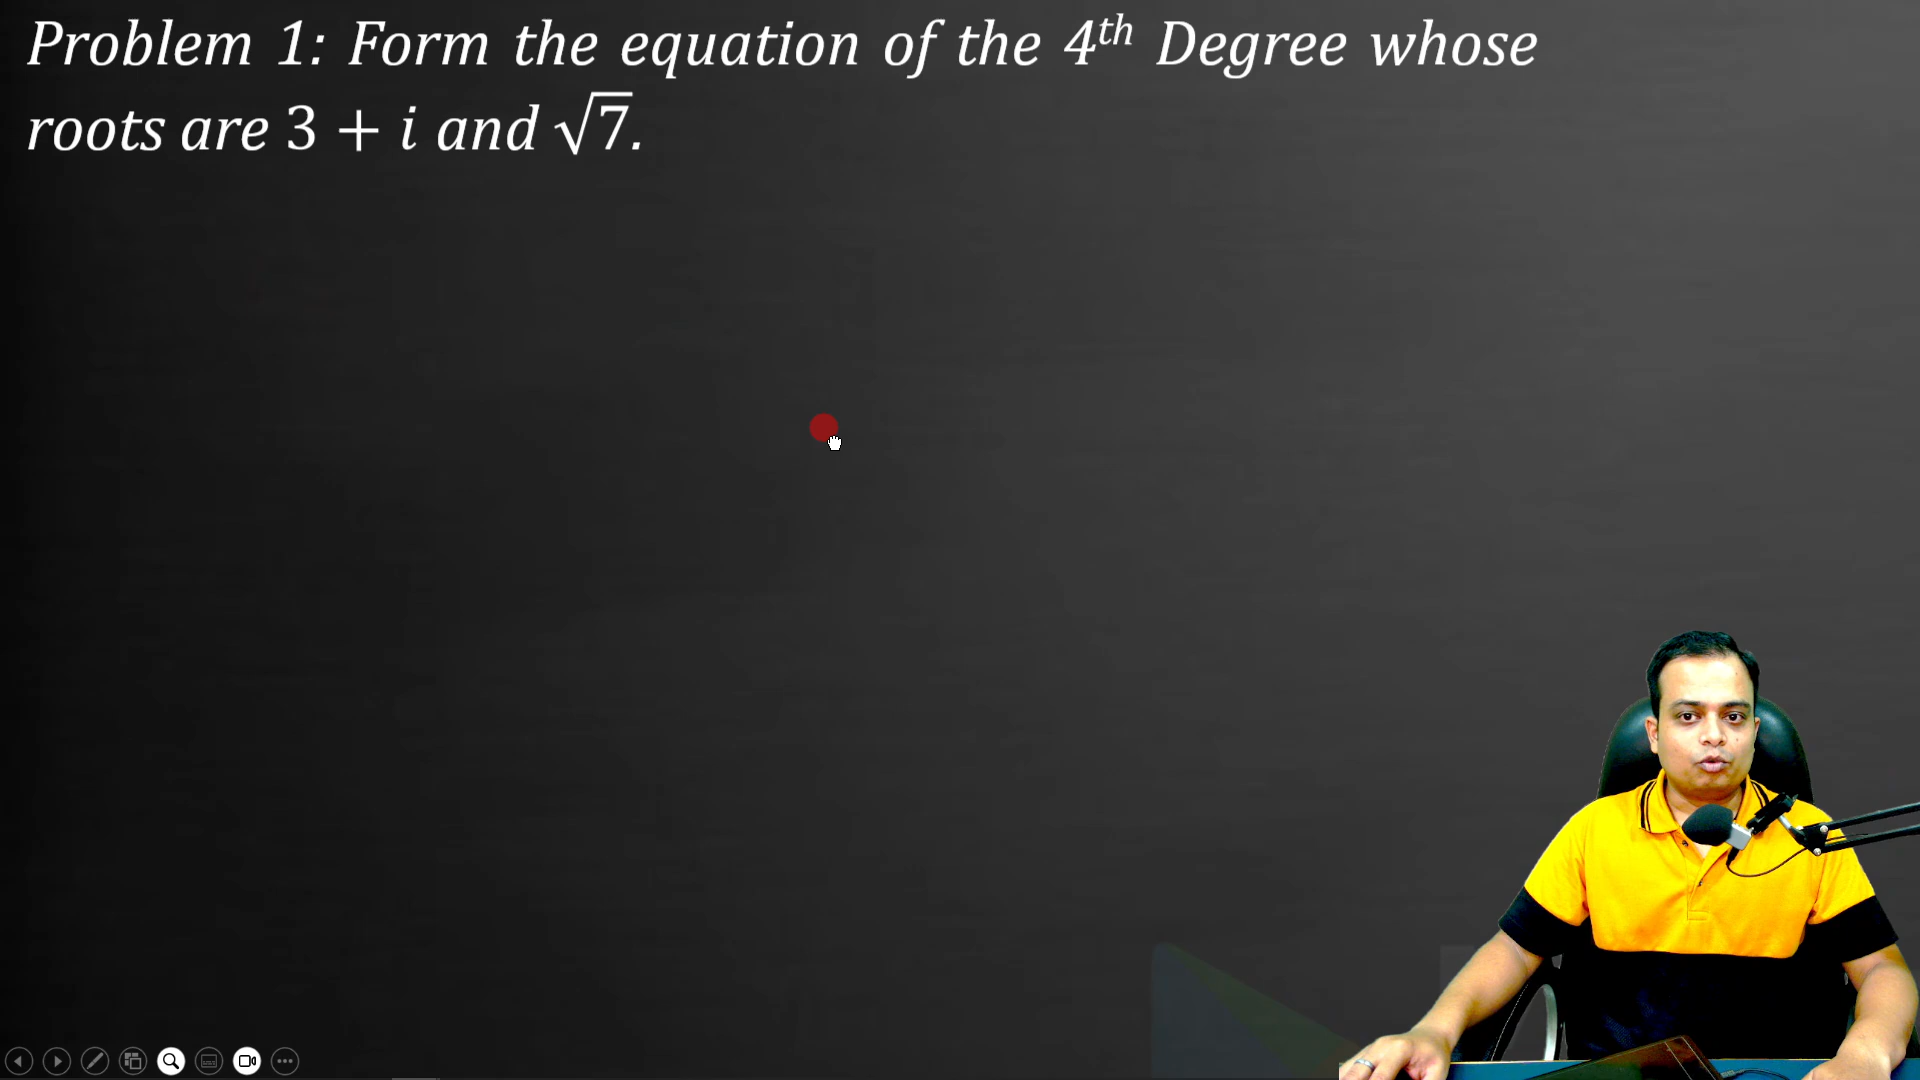 Problem 1: Form the equation of the 4ᵗʰ Degree whose
roots are 3 + i and √7.